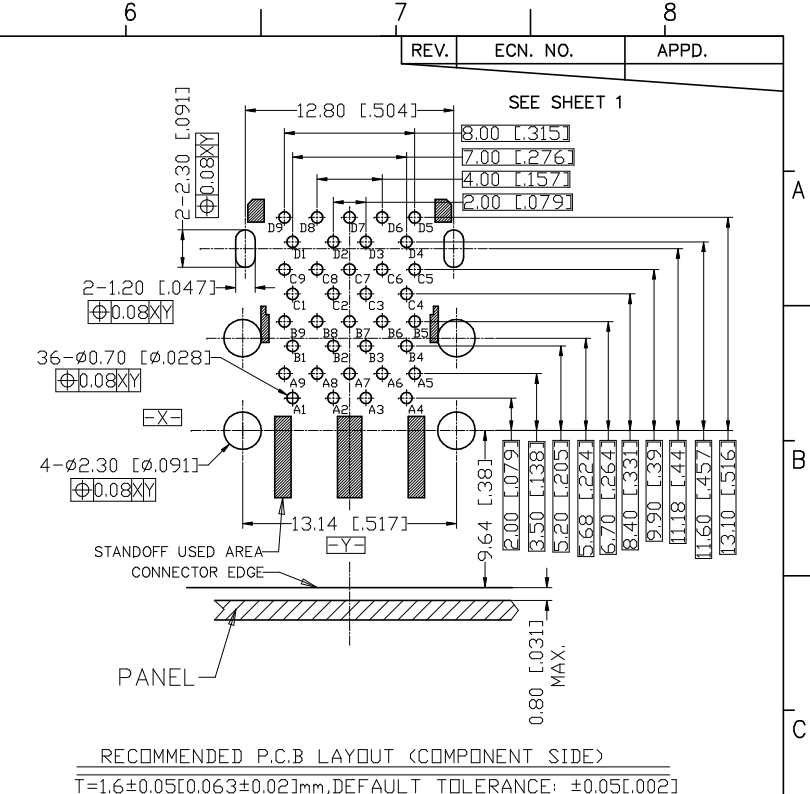 6 7 8
REV. ECN. NO. APPD.
SEE SHEET 1
12.80 [.504]
8.00 [.315]
7.00 [.276]
4.00 [.157]
2.00 [.079]
2-2.30 [.091]
⌖0.08XY
A
D9 D8 D7 D6 D5
D1 D2 D3 D4
C9 C8 C7 C6 C5
2-1.20 [.047]
⌖0.08XY
C1 C2 C3 C4
B9 B8 B7 B6 B5
B1 B2 B3 B4
36-Ø0.70 [Ø.028]
⌖0.08XY
A9 A8 A7 A6 A5
A1 A2 A3 A4
-X-
B
4-Ø2.30 [Ø.091]
⌖0.08XY
9.64 [.38]
2.00 [.079]
3.50 [.138]
5.20 [.205]
5.68 [.224]
6.70 [.264]
8.40 [.331]
9.90 [.39]
11.18 [.44]
11.60 [.457]
13.10 [.516]
13.14 [.517]
-Y-
STANDOFF USED AREA
CONNECTOR EDGE
0.80 [.031]
MAX.
PANEL
C
RECOMMENDED P.C.B LAYOUT (COMPONENT SIDE)
T=1.6±0.05[0.063±0.02]mm,DEFAULT TOLERANCE: ±0.05[.002]